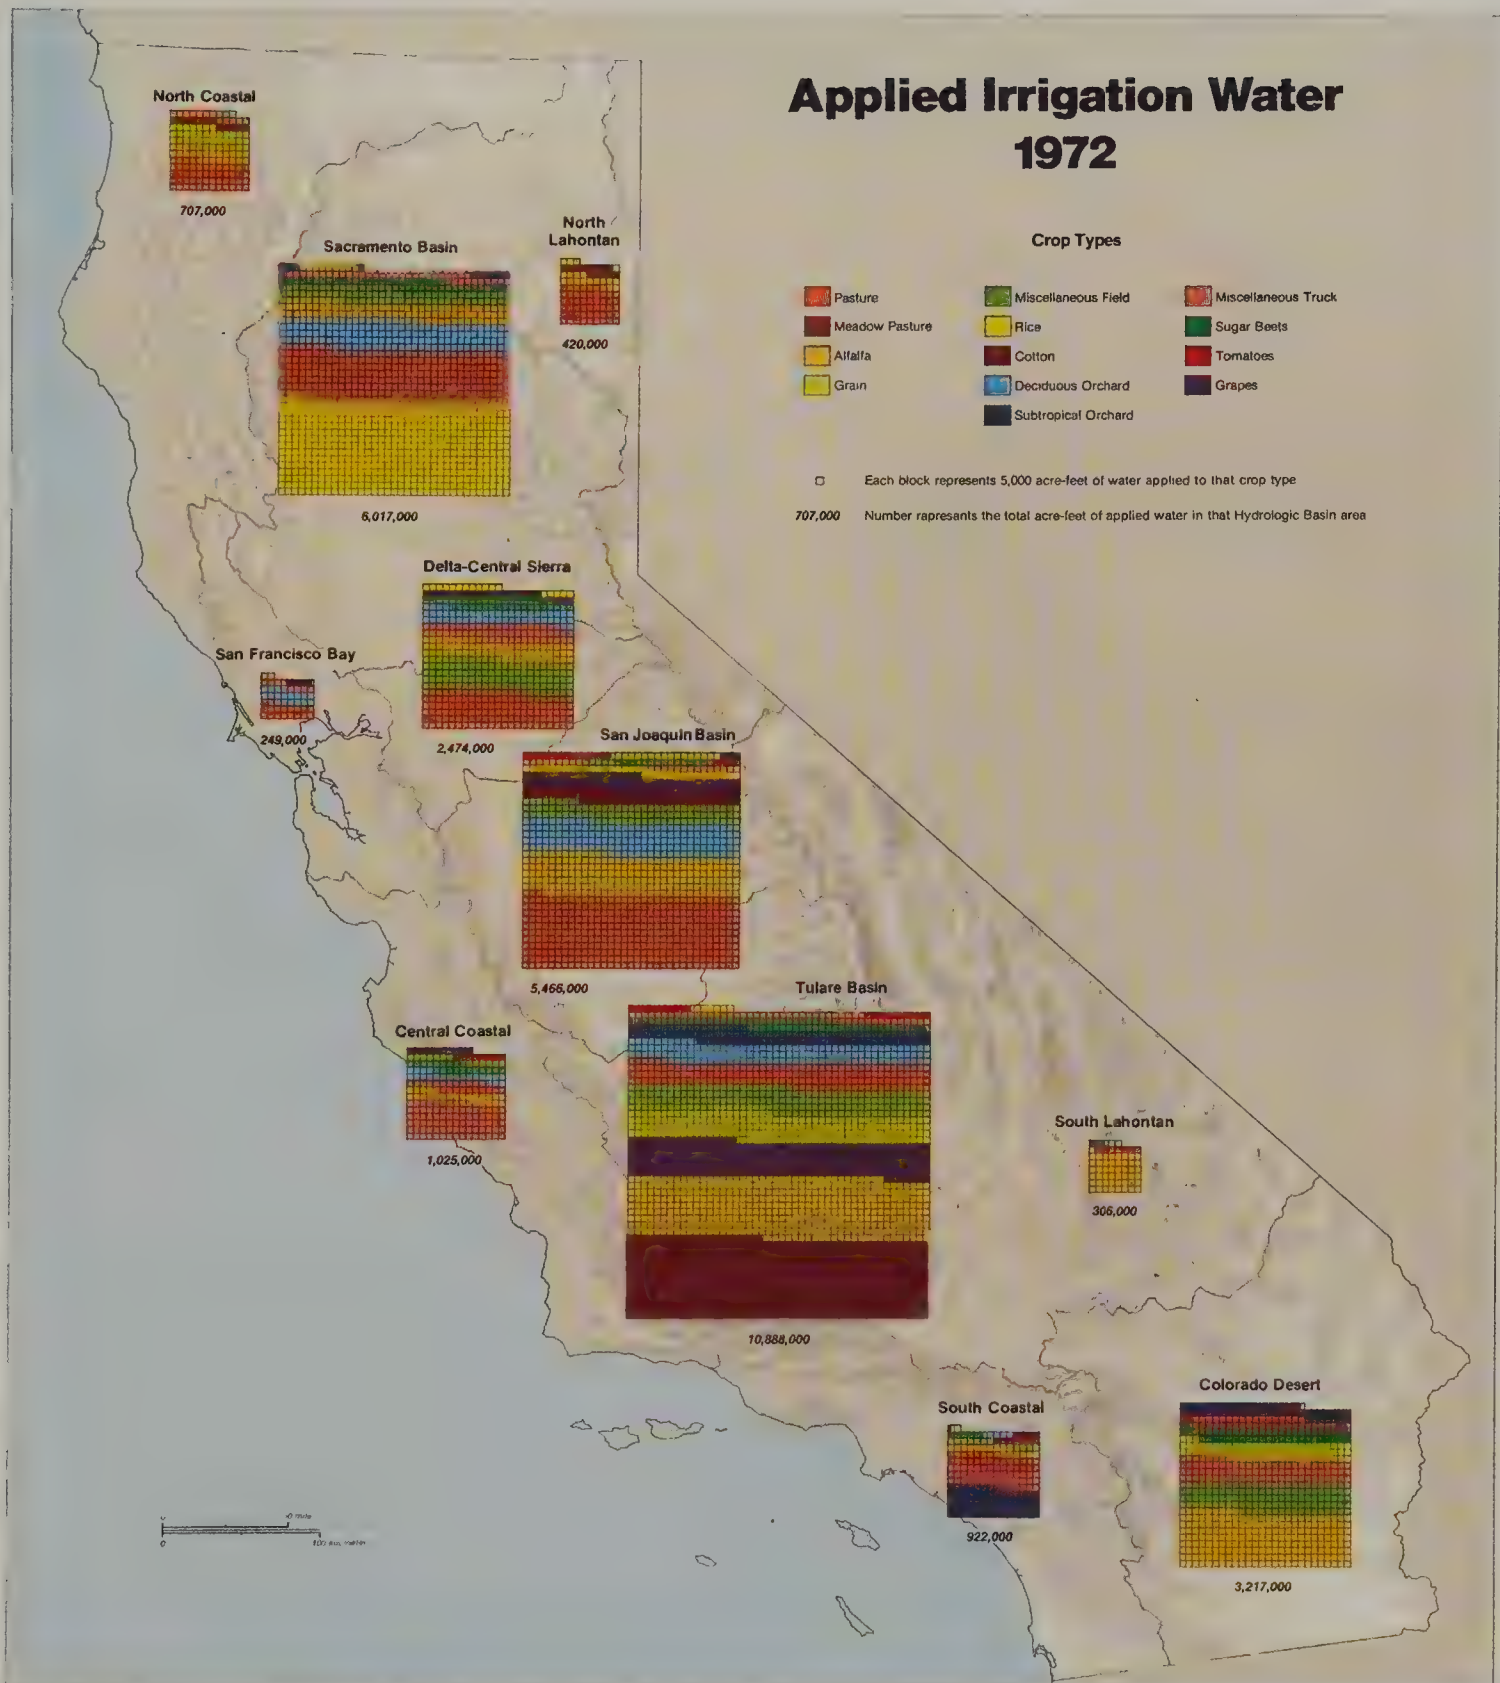 Applied Irrigation Water
1972
Crop Types
Pasture
Meadow Pasture
Alfalfa
Grain
Miscellaneous Field
Rice
Cotton
Deciduous Orchard
Subtropical Orchard
Miscellaneous Truck
Sugar Beets
Tomatoes
Grapes
Each block represents 5,000 acre-feet of water applied to that crop type
707,000 Number raprasants the total acre-feet of applied water in that Hydrologic Basin area
North Coastal
707,000
North
Lahontan
420,000
Sacramento Basin
6,017,000
Delta-Central Sierra
2,474,000
San Francisco Bay
249,000
San Joaquin Basin
5,466,000
Tulare Basin
10,888,000
Central Coastal
1,025,000
South Lahontan
306,000
Colorado Desert
3,217,000
South Coastal
922,000
0
100